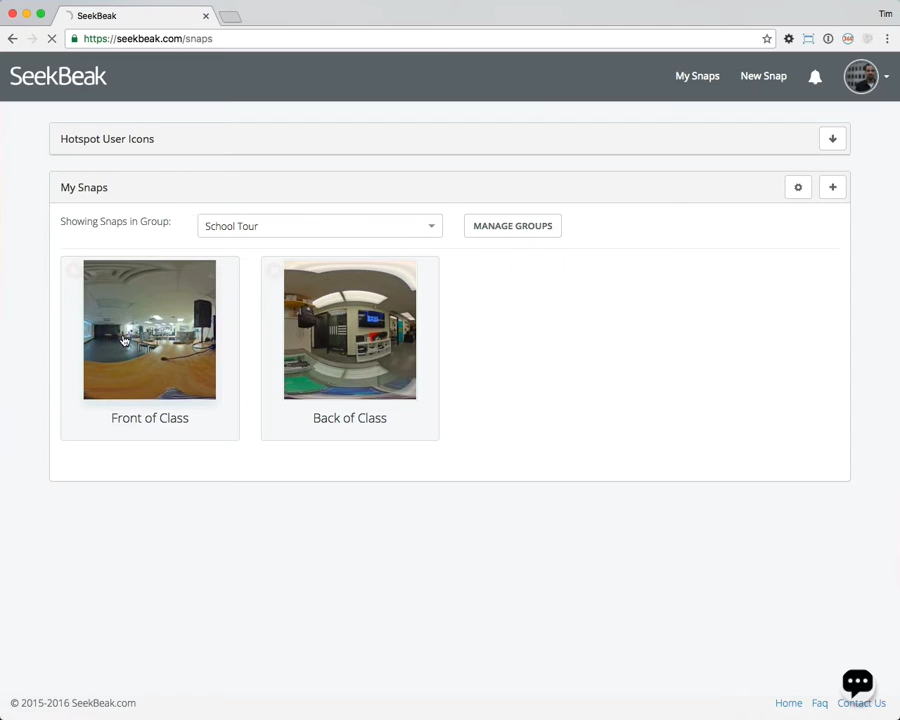 SeekBeak
Tim
https://seekbeak.com/snaps
SeekBeak
My Snaps
New Snap
Hotspot User Icons
My Snaps
Showing Snaps in Group:
School Tour
MANAGE GROUPS
Front of Class
Back of Class
© 2015-2016 SeekBeak.com
Home
Faq
Contact Us